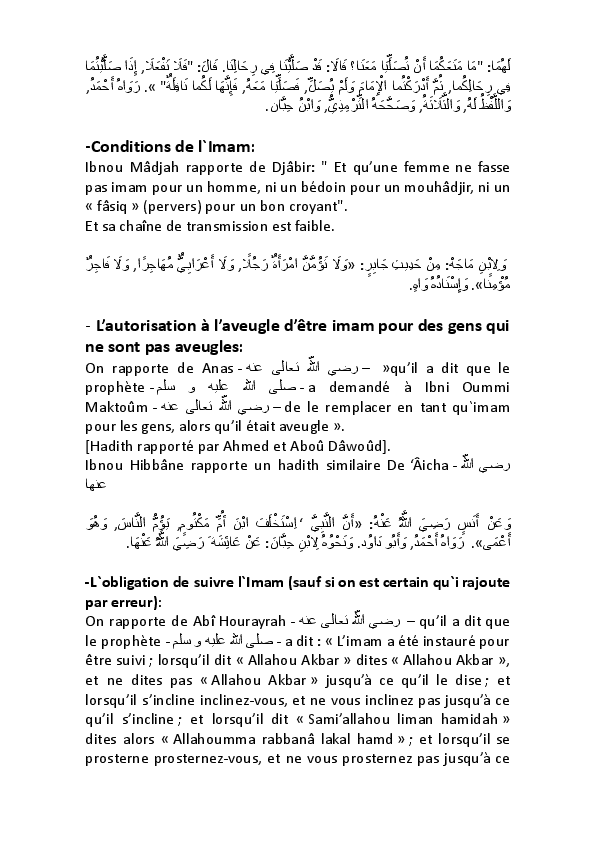 لَهُمَا: "مَا مَنَعَكُمَا أَنْ تُصَلِّيَا مَعَنَا؟ قَالَا: قَدْ صَلَّيْنَا فِي رِحَالِنَا. قَالَ: "فَلَا تَفْعَلَا, إِذَا صَلَّيْتُمَا
فِي رِحَالِكُما, ثُمَّ أَدْرَكْتُما الْإِمَامَ وَلَمْ يُصَلِّ, فَصَلِّيَا مَعَهُ, فَإِنَّهَا لَكُما نَافِلَةٌ" ». رَوَاهُ أَحْمَدُ,
وَاللَّفْظُ لَهُ, وَالثَّلَاثَةُ, وَصَحَّحَهُ التِّرْمِذِيُّ, وَابْنُ حِبَّان.
-Conditions de l`Imam:
Ibnou Mâdjah rapporte de Djâbir: " Et qu’une femme ne fasse
pas imam pour un homme, ni un bédoin pour un mouhâdjir, ni un
« fâsiq » (pervers) pour un bon croyant".
Et sa chaîne de transmission est faible.
وَلِابْنِ مَاجَهْ: مِنْ حَدِيثِ جَابِرٍ: «وَلَا تَؤُمَّنَّ امْرَأَةٌ رَجُلًا, وَلَا أَعْرَابِيٌّ مُهَاجِرًا, وَلَا فَاجِرٌ
مُؤْمِنًا». وَإِسْنَادُهُ وَاهٍ.
- L’autorisation à l’aveugle d’être imam pour des gens qui
ne sont pas aveugles:
On rapporte de Anas - رضي الله تعالى عنه – »qu’il a dit que le
prophète - صلى الله عليه و سلم - a demandé à Ibni Oummi
Maktoûm - رضي الله تعالى عنه – de le remplacer en tant qu`imam
pour les gens, alors qu’il était aveugle ».
[Hadith rapporté par Ahmed et Aboû Dâwoûd].
Ibnou Hibbâne rapporte un hadith similaire De ‘Âicha - رضي الله
عنها
وَعَنْ أَنَسٍ رَضِيَ اللَّهُ عَنْهُ: «أَنَّ النَّبِيَّ ‘ اِسْتَخْلَفَ ابْنَ أُمِّ مَكْتُومٍ, يَؤُمُّ النَّاسَ, وَهُوَ
أَعْمَى». رَوَاهُ أَحْمَدُ, وَأَبُو دَاوُد. وَنَحْوُهُ لِابْنِ حِبَّانَ: عَنْ عَائِشَةَ رَضِيَ اللَّهُ عَنْهَا.
-L`obligation de suivre l`Imam (sauf si on est certain qu`i rajoute
par erreur):
On rapporte de Abî Hourayrah - رضي الله تعالى عنه – qu’il a dit que
le prophète - صلى الله عليه و سلم - a dit : « L’imam a été instauré pour
être suivi ; lorsqu’il dit « Allahou Akbar » dites « Allahou Akbar »,
et ne dites pas « Allahou Akbar » jusqu’à ce qu’il le dise ; et
lorsqu’il s’incline inclinez-vous, et ne vous inclinez pas jusqu’à ce
qu’il s’incline ; et lorsqu’il dit « Sami’allahou liman hamidah »
dites alors « Allahoumma rabbanâ lakal hamd » ; et lorsqu’il se
prosterne prosternez-vous, et ne vous prosternez pas jusqu’à ce